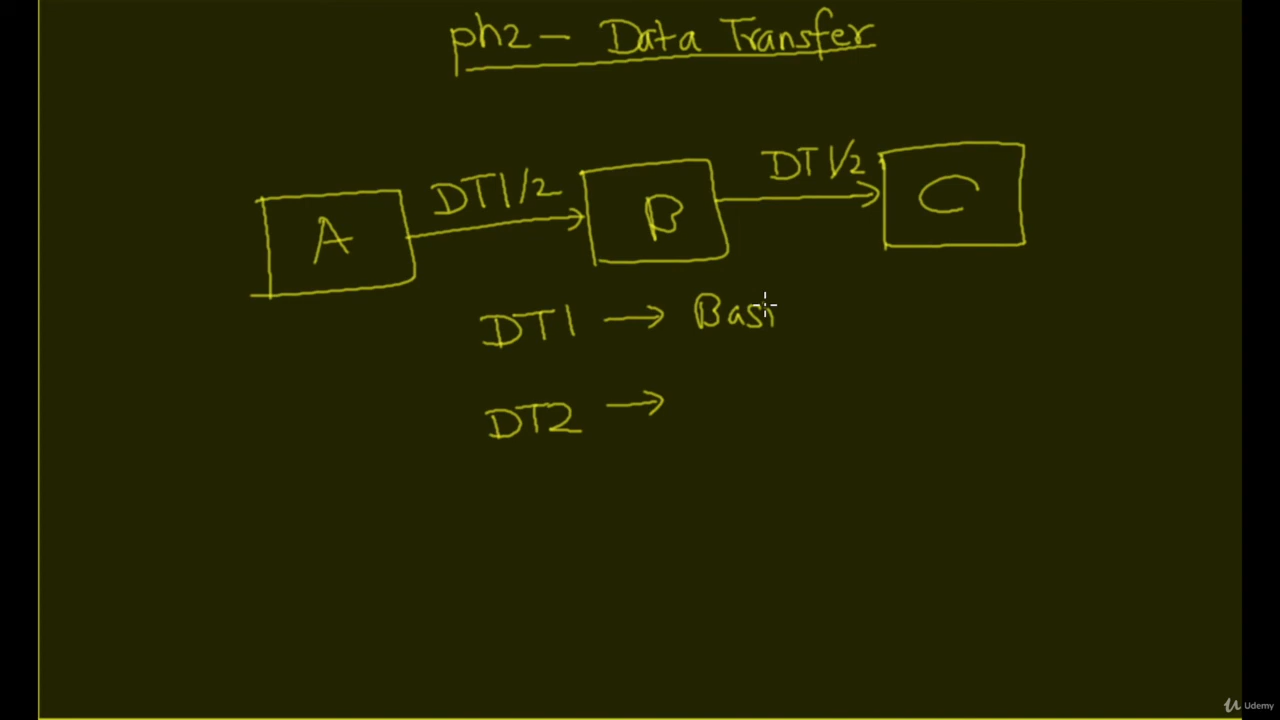 ph2 - Data Transfer
DT1/2
DT1/2
A
B
C
DT1 → Basi
DT2 →
Udemy